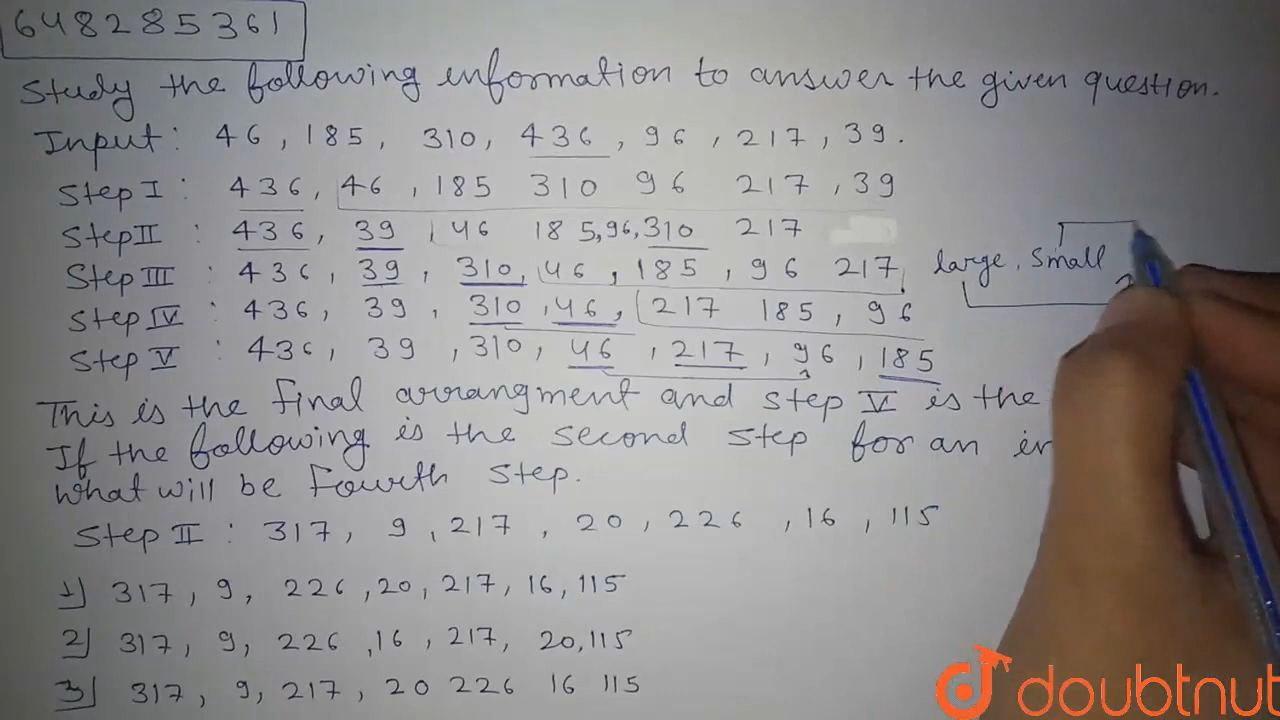 648285361
Study the following information to answer the given question.
Input: 46, 185, 310, 436, 96, 217, 39.
Step I: 436, 46, 185 310 96 217, 39
Step II: 436, 39, 46 185, 96, 310 217
Step III: 436, 39, 310, 46, 185, 96 217, large, small
Step IV: 436, 39, 310, 46, 217 185, 96
Step V: 436, 39, 310, 46, 217, 96, 185
This is the final arrangment and step V is the
If the following is the second step for an
what will be fourth step.
Step II: 317, 9, 217, 20, 226, 16, 115
1) 317, 9, 226, 20, 217, 16, 115
2) 317, 9, 226, 16, 217, 20, 115
3) 317, 9, 217, 20 226 16 115
doubtnut